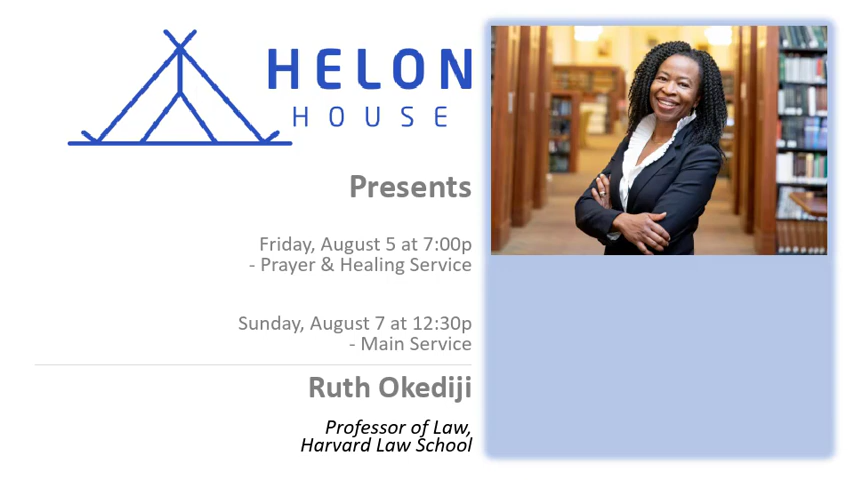 HELON
HOUSE
Presents
Friday, August 5 at 7:00p
- Prayer & Healing Service
Sunday, August 7 at 12:30p
- Main Service
Ruth Okediji
Professor of Law,
Harvard Law School